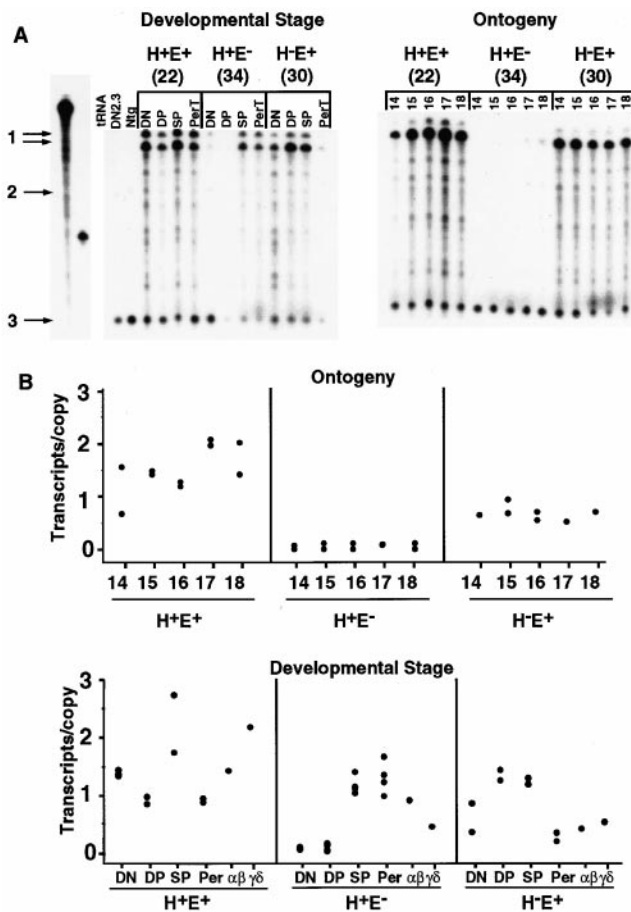 A
Developmental Stage
Ontogeny
H+E+ H+E- H-E+
(22) (34) (30)
H+E+ H+E- H-E+
(22) (34) (30)
tRNA DN2.3 Ntg DN DP SP PerT DN DP SP PerT DN DP SP PerT
14 15 16 17 18 14 15 16 17 18 14 15 16 17 18
1
2
3
B
Ontogeny
Transcripts/copy
3
2
1
0
14 15 16 17 18 14 15 16 17 18 14 15 16 17 18
H+E+ H+E- H-E+
Developmental Stage
Transcripts/copy
3
2
1
0
DN DP SP Per αβ γδ DN DP SP Per αβ γδ DN DP SP Per αβ γδ
H+E+ H+E- H-E+